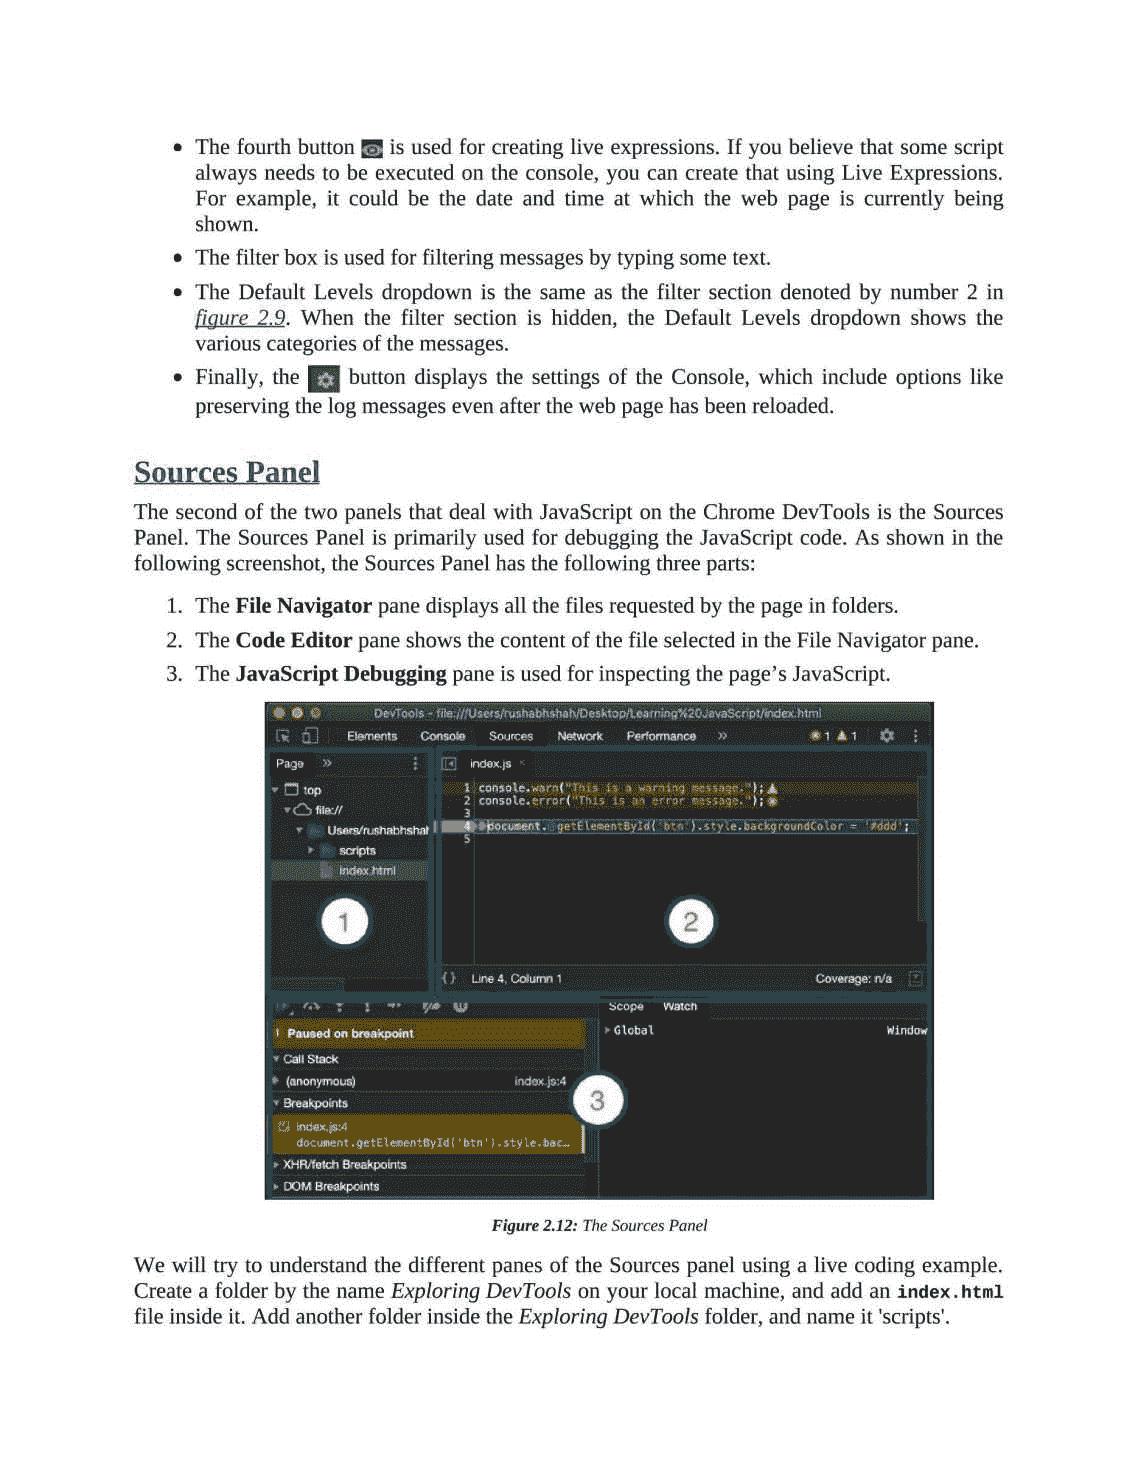 • The fourth button is used for creating live expressions. If you believe that some script
always needs to be executed on the console, you can create that using Live Expressions.
For example, it could be the date and time at which the web page is currently being
shown.
• The filter box is used for filtering messages by typing some text.
• The Default Levels dropdown is the same as the filter section denoted by number 2 in
figure 2.9. When the filter section is hidden, the Default Levels dropdown shows the
various categories of the messages.
• Finally, the button displays the settings of the Console, which include options like
preserving the log messages even after the web page has been reloaded.
Sources Panel
The second of the two panels that deal with JavaScript on the Chrome DevTools is the Sources
Panel. The Sources Panel is primarily used for debugging the JavaScript code. As shown in the
following screenshot, the Sources Panel has the following three parts:
1. The File Navigator pane displays all the files requested by the page in folders.
2. The Code Editor pane shows the content of the file selected in the File Navigator pane.
3. The JavaScript Debugging pane is used for inspecting the page’s JavaScript.
DevTools - file:///Users/rushabhshah/Desktop/Learning%20JavaScript/index.html
Elements Console Sources Network Performance » 1 1
Page »
top
file://
Users/rushabhshah
scripts
index.html
1
index.js ×
1 console.warn("This is a warning message.");
2 console.error("This is an error message.");
3
4 document.getElementById('btn').style.backgroundColor = '#ddd';
5
2
{} Line 4, Column 1 Coverage: n/a
Paused on breakpoint
Call Stack
(anonymous) index.js:4
Breakpoints
index.js:4
document.getElementById('btn').style.bac…
XHR/fetch Breakpoints
DOM Breakpoints
3
Scope Watch
Global Window
Figure 2.12: The Sources Panel
We will try to understand the different panes of the Sources panel using a live coding example.
Create a folder by the name Exploring DevTools on your local machine, and add an index.html
file inside it. Add another folder inside the Exploring DevTools folder, and name it 'scripts'.